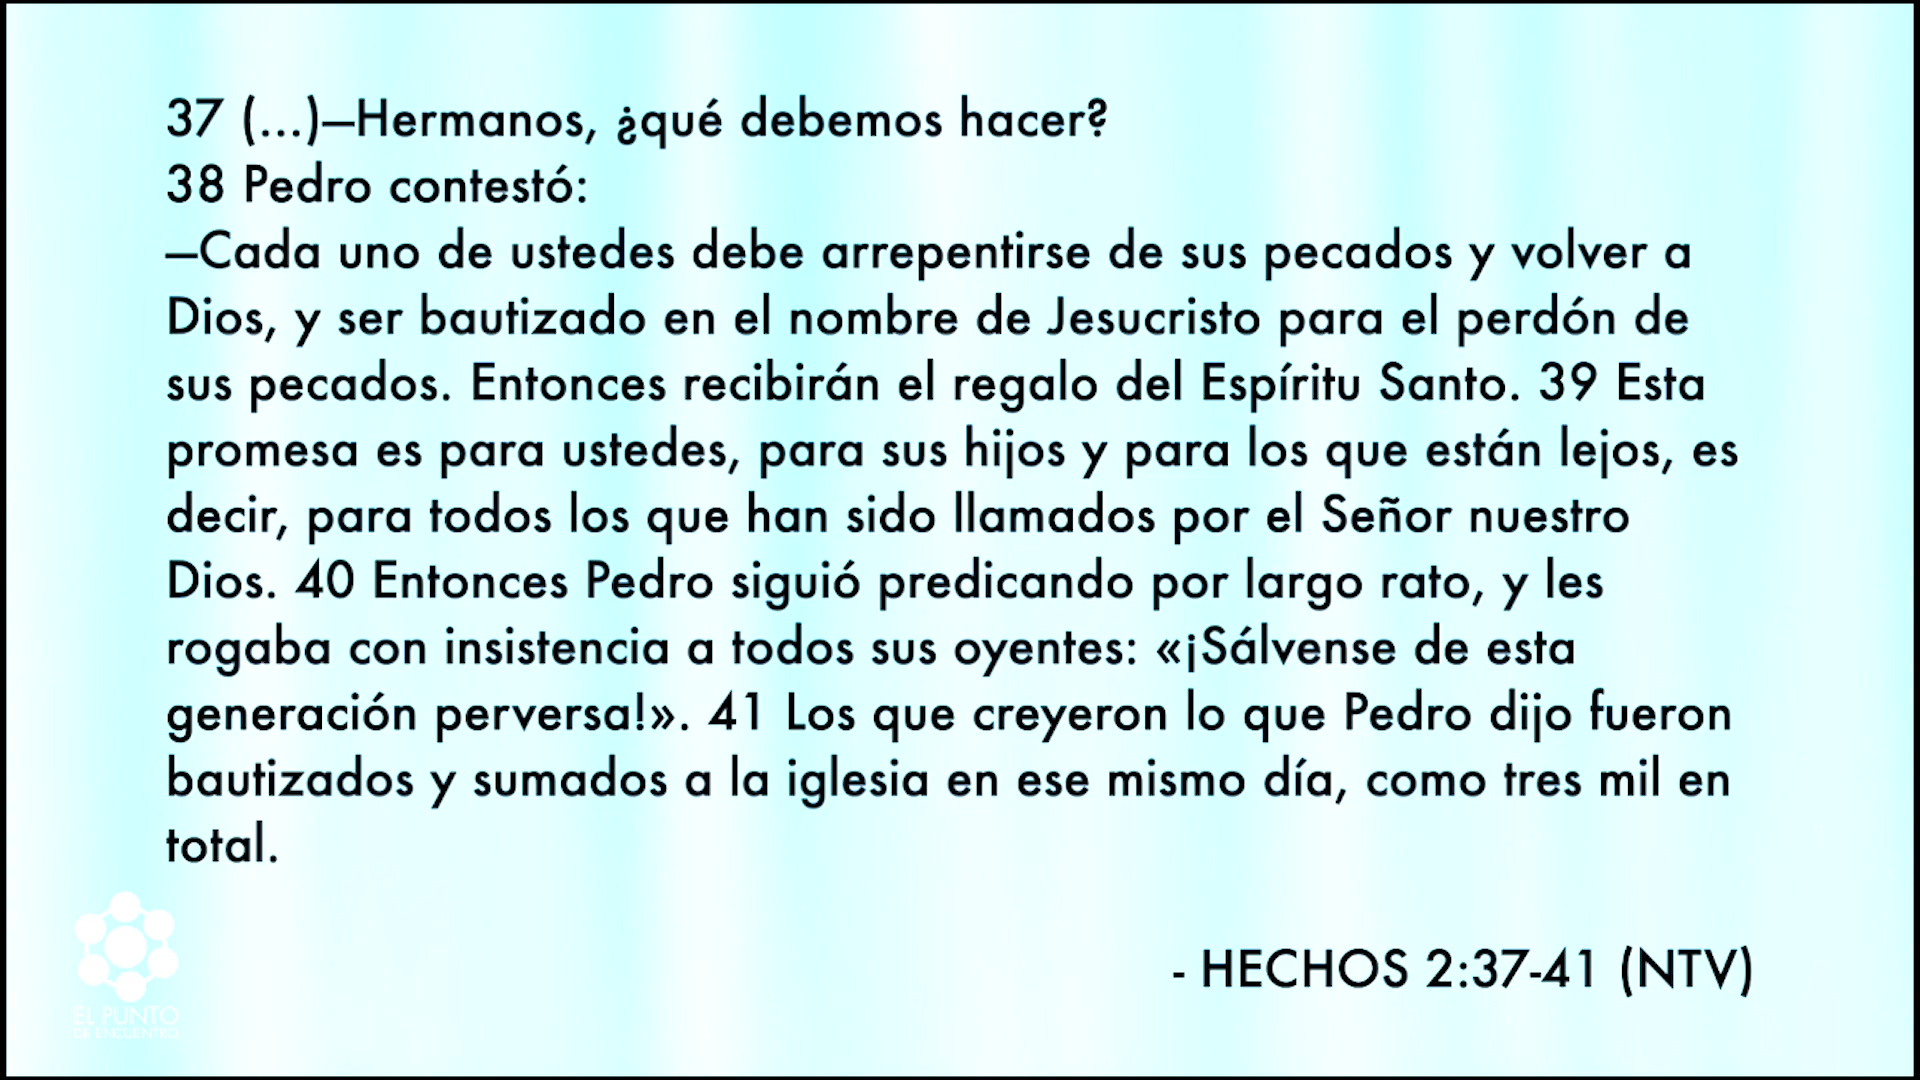 37 (...)—Hermanos, ¿qué debemos hacer?
38 Pedro contestó:
—Cada uno de ustedes debe arrepentirse de sus pecados y volver a
Dios, y ser bautizado en el nombre de Jesucristo para el perdón de
sus pecados. Entonces recibirán el regalo del Espíritu Santo. 39 Esta
promesa es para ustedes, para sus hijos y para los que están lejos, es
decir, para todos los que han sido llamados por el Señor nuestro
Dios. 40 Entonces Pedro siguió predicando por largo rato, y les
rogaba con insistencia a todos sus oyentes: «¡Sálvense de esta
generación perversa!». 41 Los que creyeron lo que Pedro dijo fueron
bautizados y sumados a la iglesia en ese mismo día, como tres mil en
total.
- HECHOS 2:37-41 (NTV)
EL PUNTO
DE ENCUENTRO